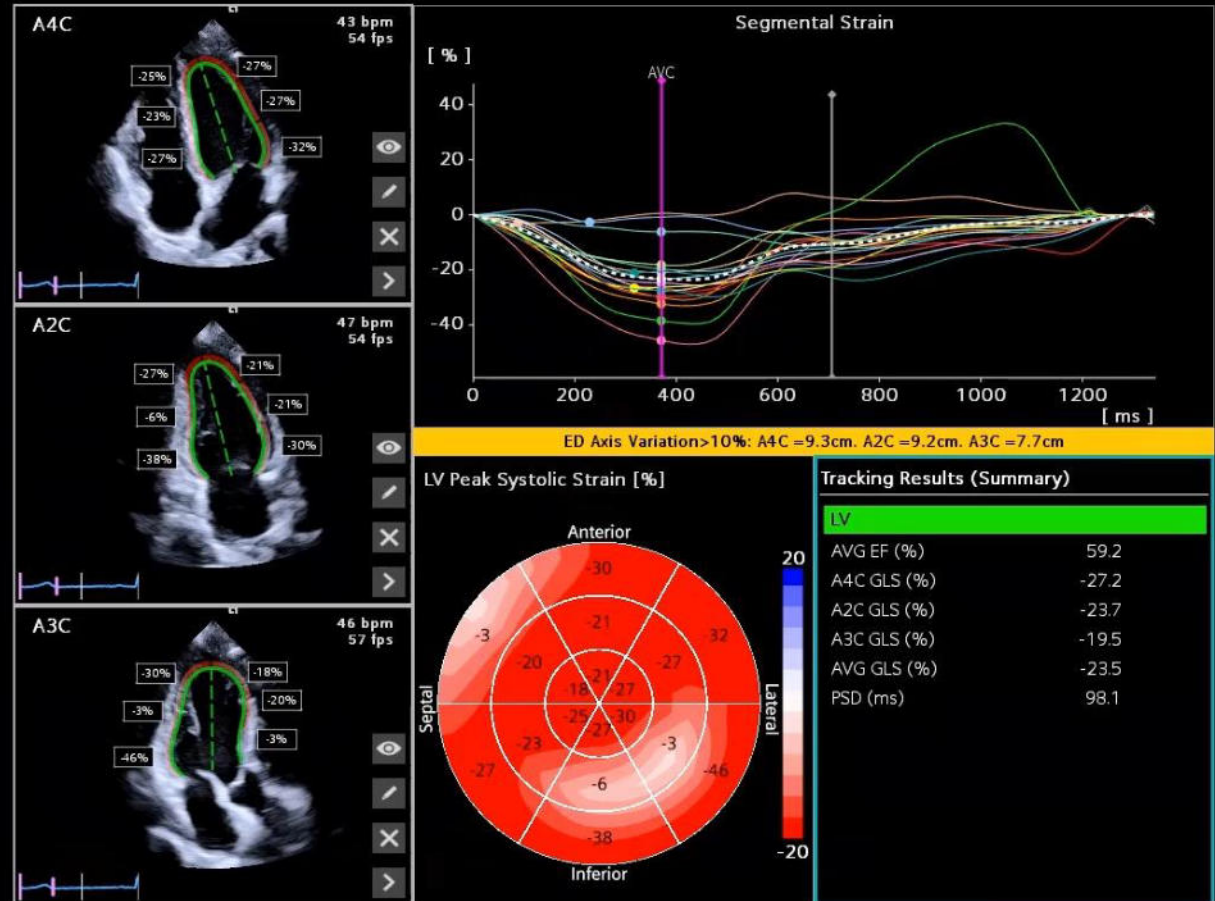 A4C
43 bpm
54 fps
-25%
-27%
-23%
-27%
-27%
-32%
A2C
47 bpm
54 fps
-27%
-21%
-6%
-21%
-38%
-30%
A3C
46 bpm
57 fps
-30%
-18%
-3%
-20%
-46%
-3%
Segmental Strain
[ % ]
AVC
40
20
0
-20
-40
0 200 400 600 800 1000 1200
[ ms ]
ED Axis Variation>10%: A4C =9.3cm. A2C =9.2cm. A3C =7.7cm
LV Peak Systolic Strain [%]
Anterior
Septal
Lateral
Inferior
-30
-3
-32
-21
-20
-27
-21
-18
-27
-25
-30
-27
-23
-3
-27
-6
-46
-38
20
-20
Tracking Results (Summary)
LV
AVG EF (%) 59.2
A4C GLS (%) -27.2
A2C GLS (%) -23.7
A3C GLS (%) -19.5
AVG GLS (%) -23.5
PSD (ms) 98.1